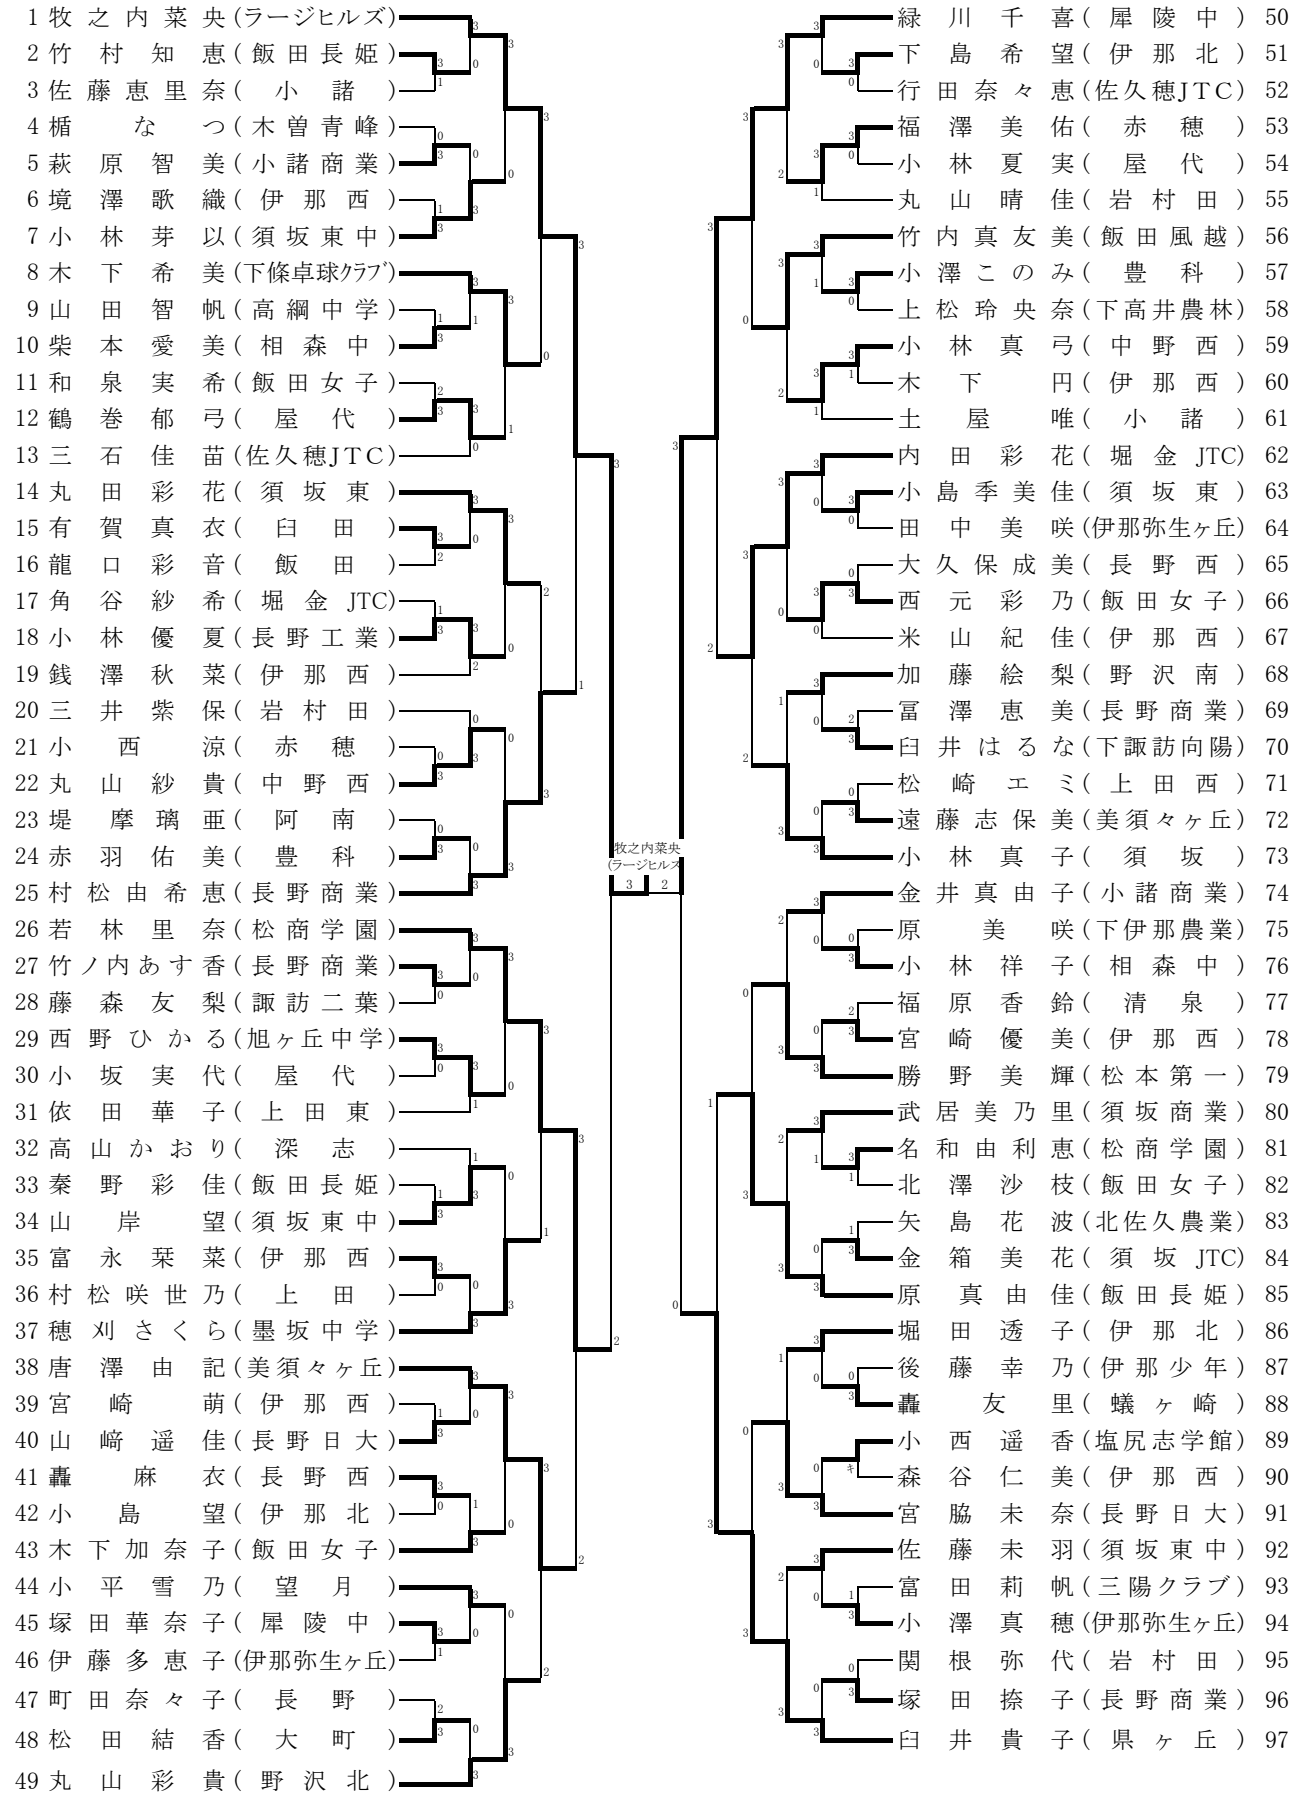 1 牧之内菜央(ラージヒルズ)
2 竹村知恵(飯田長姫)
3 佐藤恵里奈(小諸)
4 楯なつ(木曽青峰)
5 萩原智美(小諸商業)
6 境澤歌織(伊那西)
7 小林芽以(須坂東中)
8 木下希美(下條卓球クラブ)
9 山田智帆(高綱中学)
10 柴本愛美(相森中)
11 和泉実希(飯田女子)
12 鶴巻郁弓(屋代)
13 三石佳苗(佐久穂JTC)
14 丸田彩花(須坂東)
15 有賀真衣(臼田)
16 龍口彩音(飯田)
17 角谷紗希(堀金JTC)
18 小林優夏(長野工業)
19 銭澤秋菜(伊那西)
20 三井紫保(岩村田)
21 小西涼(赤穂)
22 丸山紗貴(中野西)
23 堤摩璃亜(阿南)
24 赤羽佑美(豊科)
25 村松由希恵(長野商業)
26 若林里奈(松商学園)
27 竹ノ内あす香(長野商業)
28 藤森友梨(諏訪二葉)
29 西野ひかる(旭ヶ丘中学)
30 小坂実代(屋代)
31 依田華子(上田東)
32 高山かおり(深志)
33 秦野彩佳(飯田長姫)
34 山岸望(須坂東中)
35 富永栞菜(伊那西)
36 村松咲世乃(上田)
37 穂刈さくら(墨坂中学)
38 唐澤由記(美須々ヶ丘)
39 宮崎萌(伊那西)
40 山﨑遥佳(長野日大)
41 轟麻衣(長野西)
42 小島望(伊那北)
43 木下加奈子(飯田女子)
44 小平雪乃(望月)
45 塚田華奈子(犀陵中)
46 伊藤多恵子(伊那弥生ヶ丘)
47 町田奈々子(長野)
48 松田結香(大町)
49 丸山彩貴(野沢北)
牧之内菜央
(ラージヒルズ
3 2
緑川千喜(犀陵中) 50
下島希望(伊那北) 51
行田奈々恵(佐久穂JTC) 52
福澤美佑(赤穂) 53
小林夏実(屋代) 54
丸山晴佳(岩村田) 55
竹内真友美(飯田風越) 56
小澤このみ(豊科) 57
上松玲央奈(下高井農林) 58
小林真弓(中野西) 59
木下円(伊那西) 60
土屋唯(小諸) 61
内田彩花(堀金JTC) 62
小島季美佳(須坂東) 63
田中美咲(伊那弥生ヶ丘) 64
大久保成美(長野西) 65
西元彩乃(飯田女子) 66
米山紀佳(伊那西) 67
加藤絵梨(野沢南) 68
冨澤恵美(長野商業) 69
臼井はるな(下諏訪向陽) 70
松崎エミ(上田西) 71
遠藤志保美(美須々ヶ丘) 72
小林真子(須坂) 73
金井真由子(小諸商業) 74
原美咲(下伊那農業) 75
小林祥子(相森中) 76
福原香鈴(清泉) 77
宮崎優美(伊那西) 78
勝野美輝(松本第一) 79
武居美乃里(須坂商業) 80
名和由利恵(松商学園) 81
北澤沙枝(飯田女子) 82
矢島花波(北佐久農業) 83
金箱美花(須坂JTC) 84
原真由佳(飯田長姫) 85
堀田透子(伊那北) 86
後藤幸乃(伊那少年) 87
轟友里(蟻ヶ崎) 88
小西遥香(塩尻志学館) 89
森谷仁美(伊那西) 90
宮脇未奈(長野日大) 91
佐藤未羽(須坂東中) 92
富田莉帆(三陽クラブ) 93
小澤真穂(伊那弥生ヶ丘) 94
関根弥代(岩村田) 95
塚田捺子(長野商業) 96
臼井貴子(県ヶ丘) 97